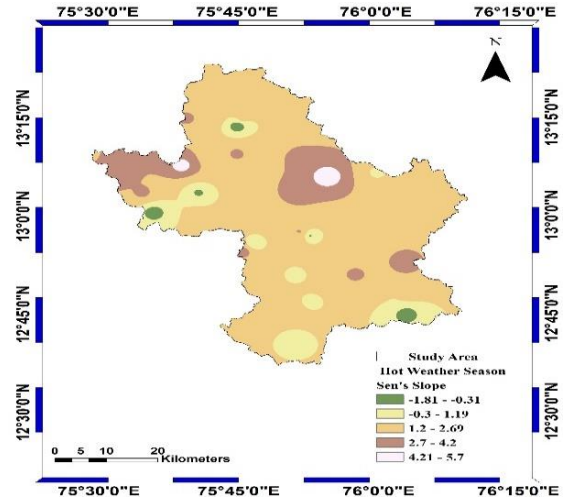 75°30'0"E 75°45'0"E 76°0'0"E 76°15'0"E
13°15'0"N 13°15'0"N
13°0'0"N 13°0'0"N
12°45'0"N 12°45'0"N
12°30'0"N 12°30'0"N
Study Area
Hot Weather Season
Sen's Slope
-1.81 - -0.31
-0.3 - 1.19
1.2 - 2.69
2.7 - 4.2
4.21 - 5.7
0 5 10 20
Kilometers
75°30'0"E 75°45'0"E 76°0'0"E 76°15'0"E